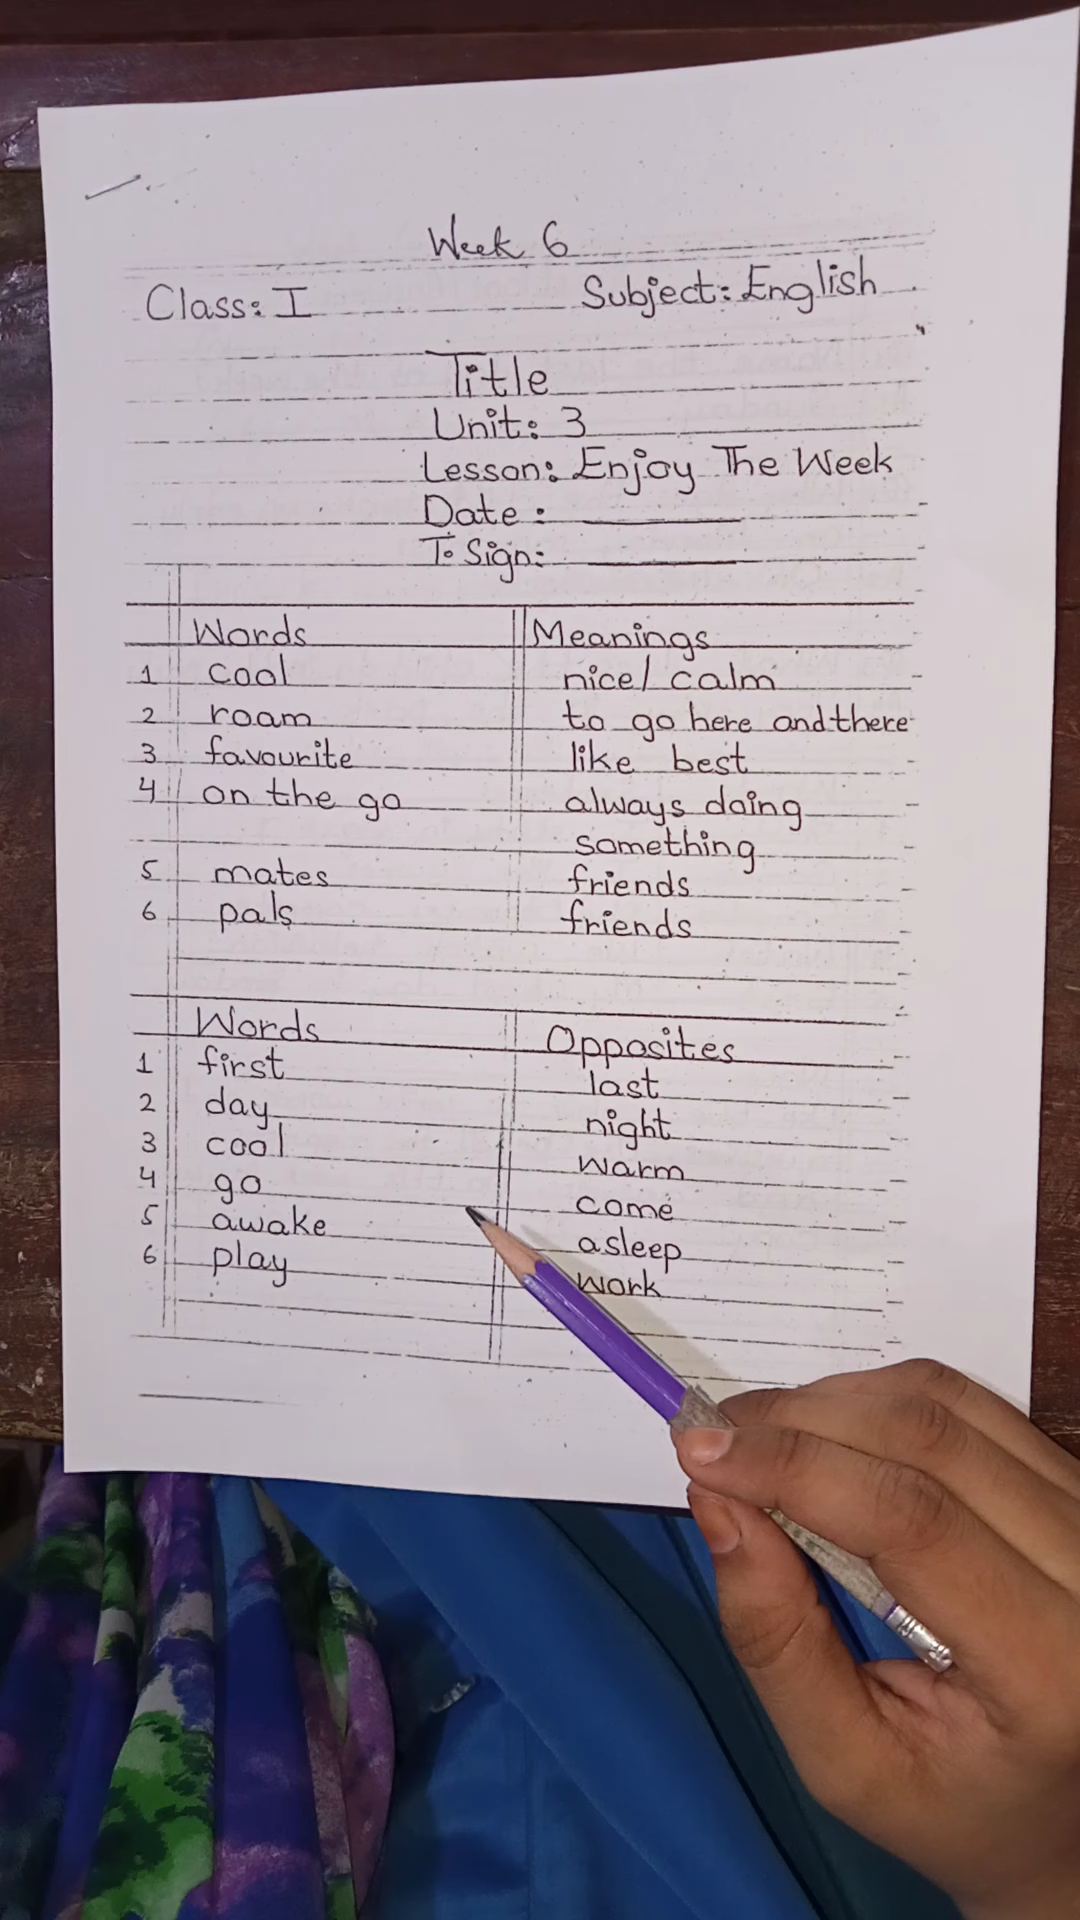 Week 6
Class: I Subject: English
Title
Unit: 3
Lesson: Enjoy The Week
Date:
T. Sign:
Words Meanings
1 cool nice/ calm
2 roam to go here and there
3 favourite like best
4 on the go always doing
something
5 mates friends
6 pals friends
Words Opposites
1 first last
2 day night
3 cool warm
4 go come
5 awake asleep
6 play work